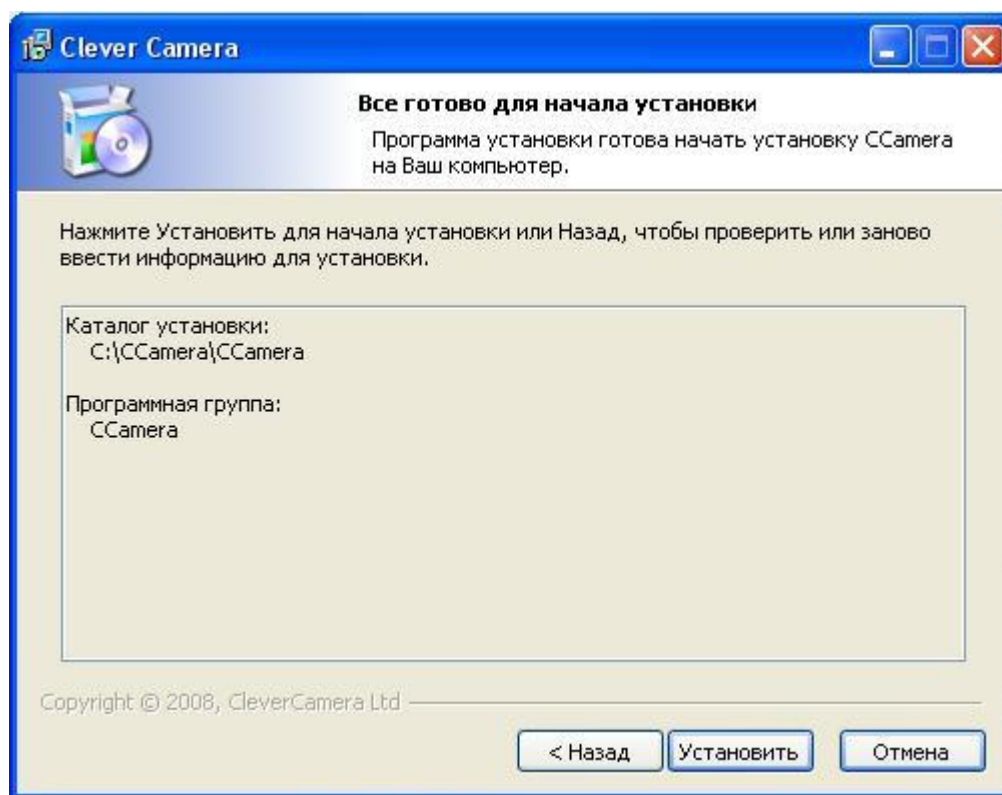 Clever Camera
Все готово для начала установки
Программа установки готова начать установку CCamera
на Ваш компьютер.
Нажмите Установить для начала установки или Назад, чтобы проверить или заново
ввести информацию для установки.
Каталог установки:
C:\CCamera\CCamera
Программная группа:
CCamera
Copyright © 2008, CleverCamera Ltd
< Назад
Установить
Отмена